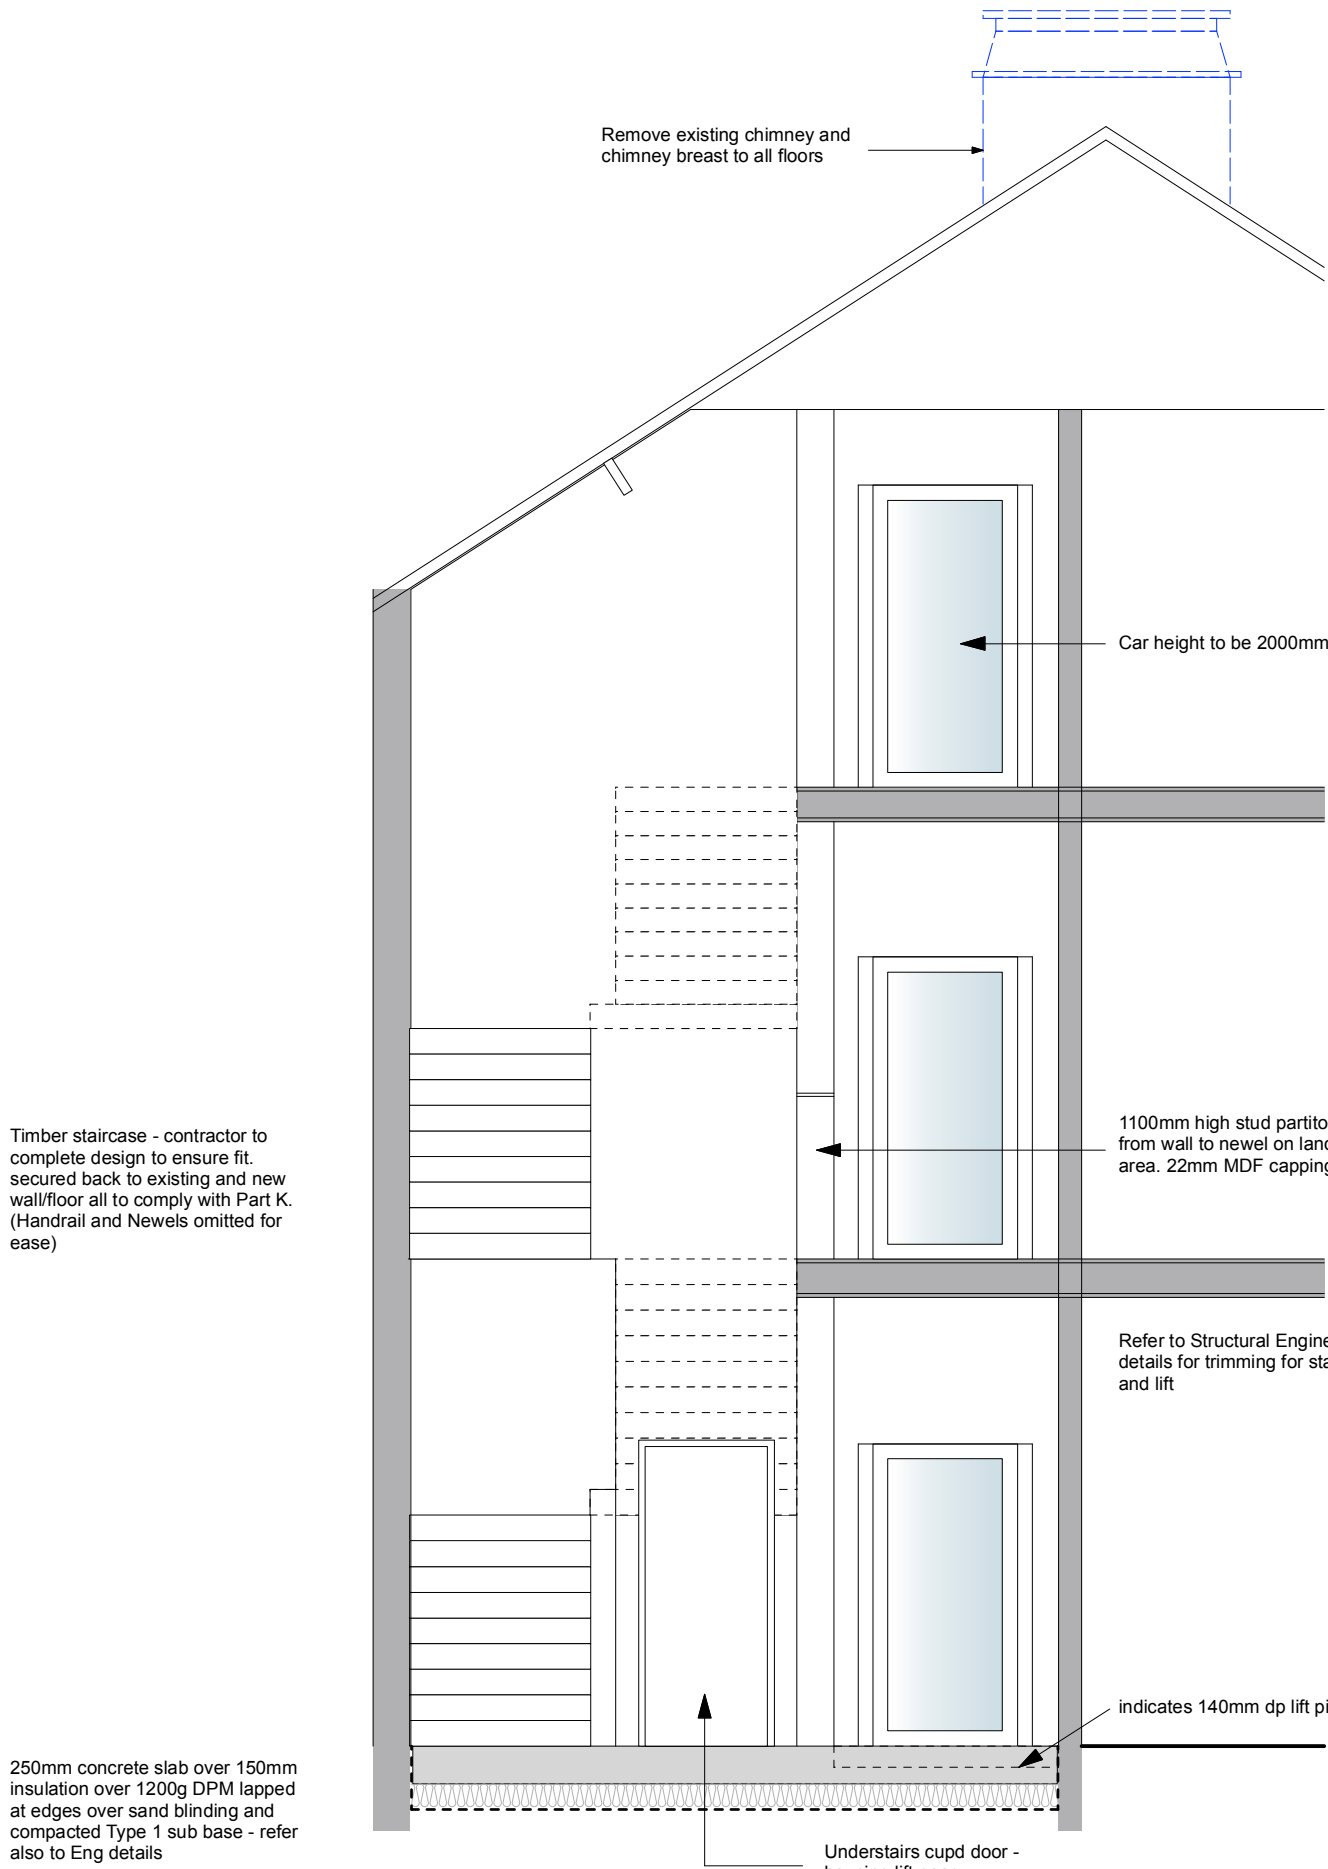 Remove existing chimney and
chimney breast to all floors
Car height to be 2000mm
Timber staircase - contractor to
complete design to ensure fit.
secured back to existing and new
wall/floor all to comply with Part K.
(Handrail and Newels omitted for
ease)
1100mm high stud
from wall to newel on
area. 22mm MDF capping
Refer to Structural
details for trimming for
and lift
indicates 140mm dp lift
250mm concrete slab over 150mm
insulation over 1200g DPM lapped
at edges over sand blinding and
compacted Type 1 sub base - refer
also to Eng details
Understairs cupd door -